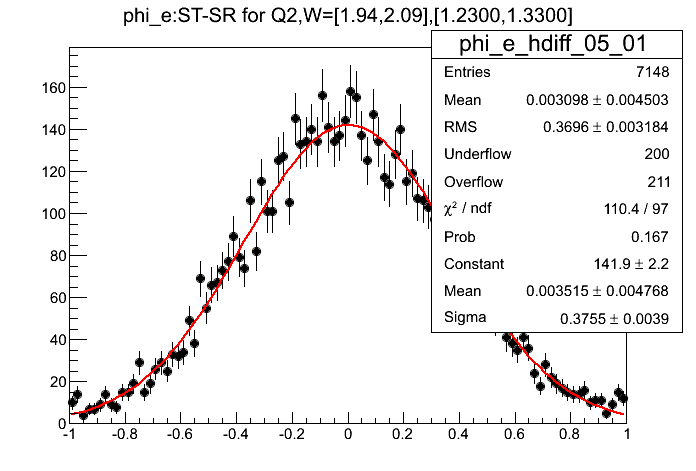 phi_e:ST-SR for Q2,W=[1.94,2.09],[1.2300,1.3300]
phi_e_hdiff_05_01
Entries 7148
Mean 0.003098 ± 0.004503
RMS 0.3696 ± 0.003184
Underflow 200
Overflow 211
χ² / ndf 110.4 / 97
Prob 0.167
Constant 141.9 ± 2.2
Mean 0.003515 ± 0.004768
Sigma 0.3755 ± 0.0039
160
140
120
100
80
60
40
20
0
-1 -0.8 -0.6 -0.4 -0.2 0 0.2 0.4 0.6 0.8 1